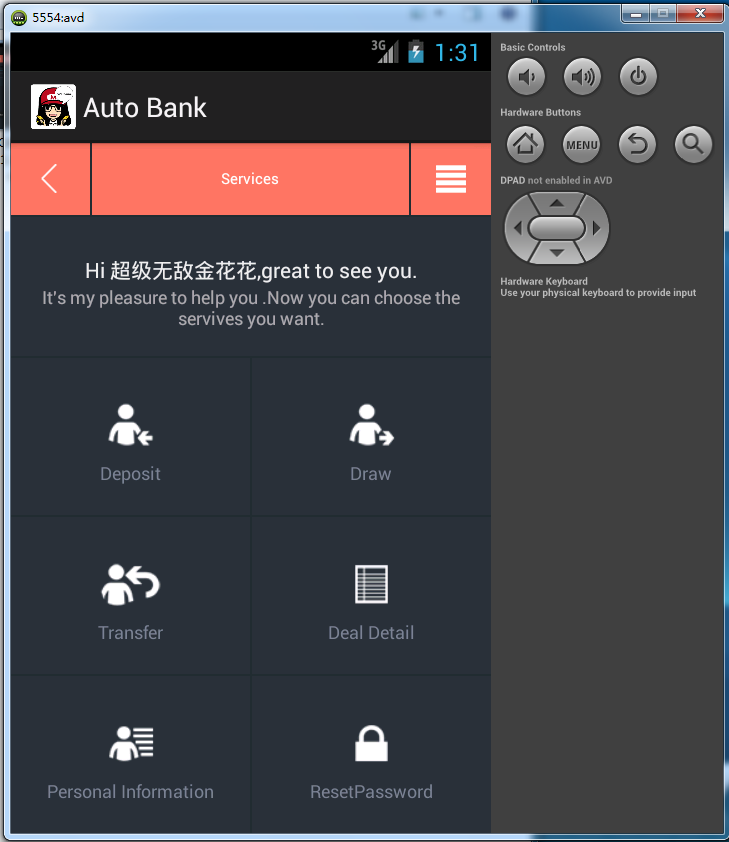 5554:avd
3G
1:31
Auto Bank
Services
Hi 超级无敌金花花,great to see you.
It's my pleasure to help you .Now you can choose the
servives you want.
Deposit
Draw
Transfer
Deal Detail
Personal Information
ResetPassword
Basic Controls
Hardware Buttons
MENU
DPAD not enabled in AVD
Hardware Keyboard
Use your physical keyboard to provide input